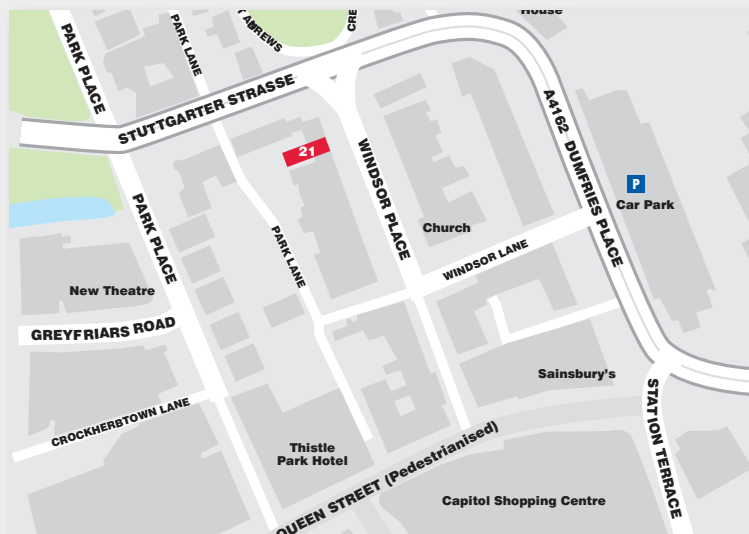 House
CRE
PARK PLACE
PARK LANE
STUTTGARTER STRASSE
21
WINDSOR PLACE
A4162 DUMFRIES PLACE
P
Car Park
PARK PLACE
PARK LANE
Church
WINDSOR LANE
New Theatre
GREYFRIARS ROAD
Sainsbury's
CROCKHERBTOWN LANE
STATION TERRACE
Thistle
Park Hotel
QUEEN STREET (Pedestrianised)
Capitol Shopping Centre